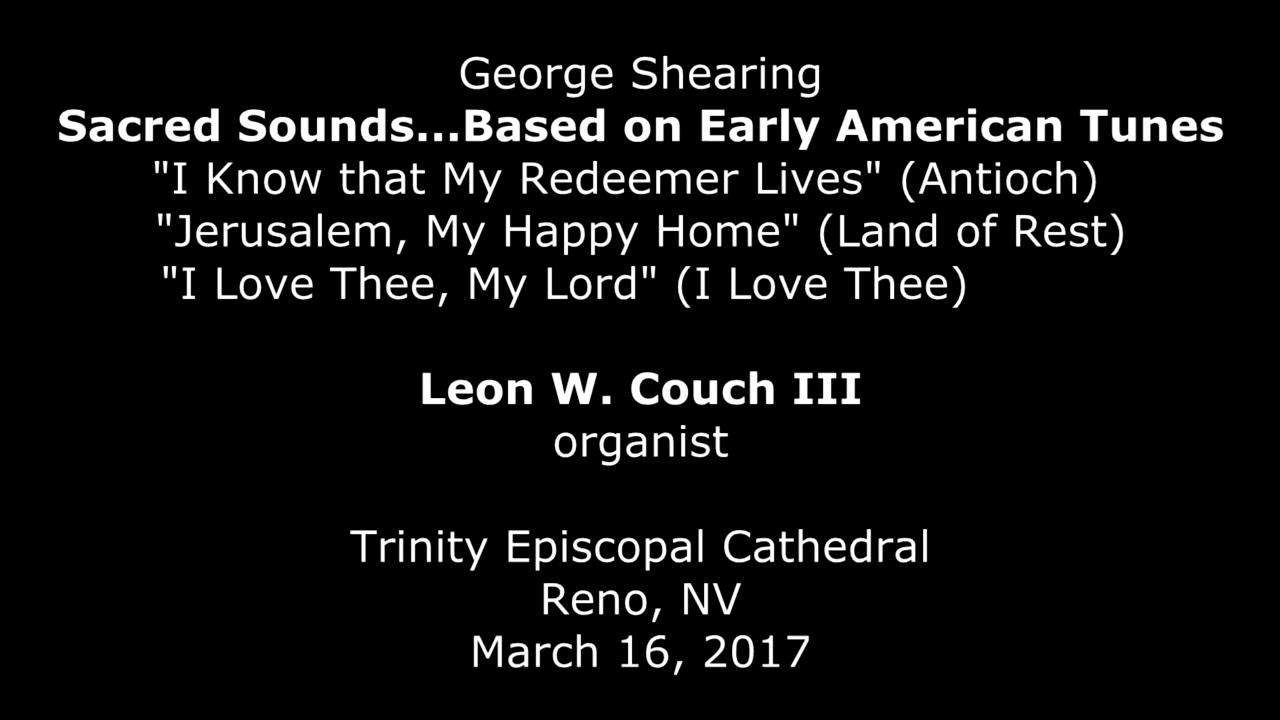 George Shearing
Sacred Sounds...Based on Early American Tunes
"I Know that My Redeemer Lives" (Antioch)
"Jerusalem, My Happy Home" (Land of Rest)
"I Love Thee, My Lord" (I Love Thee)
Leon W. Couch III
organist
Trinity Episcopal Cathedral
Reno, NV
March 16, 2017